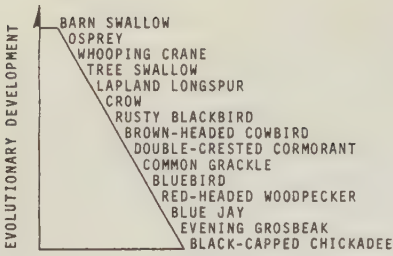 EVOLUTIONARY DEVELOPMENT
BARN SWALLOW
OSPREY
WHOOPING CRANE
TREE SWALLOW
LAPLAND LONGSPUR
CROW
RUSTY BLACKBIRD
BROWN-HEADED COWBIRD
DOUBLE-CRESTED CORMORANT
COMMON GRACKLE
BLUEBIRD
RED-HEADED WOODPECKER
BLUE JAY
EVENING GROSBEAK
BLACK-CAPPED CHICKADEE